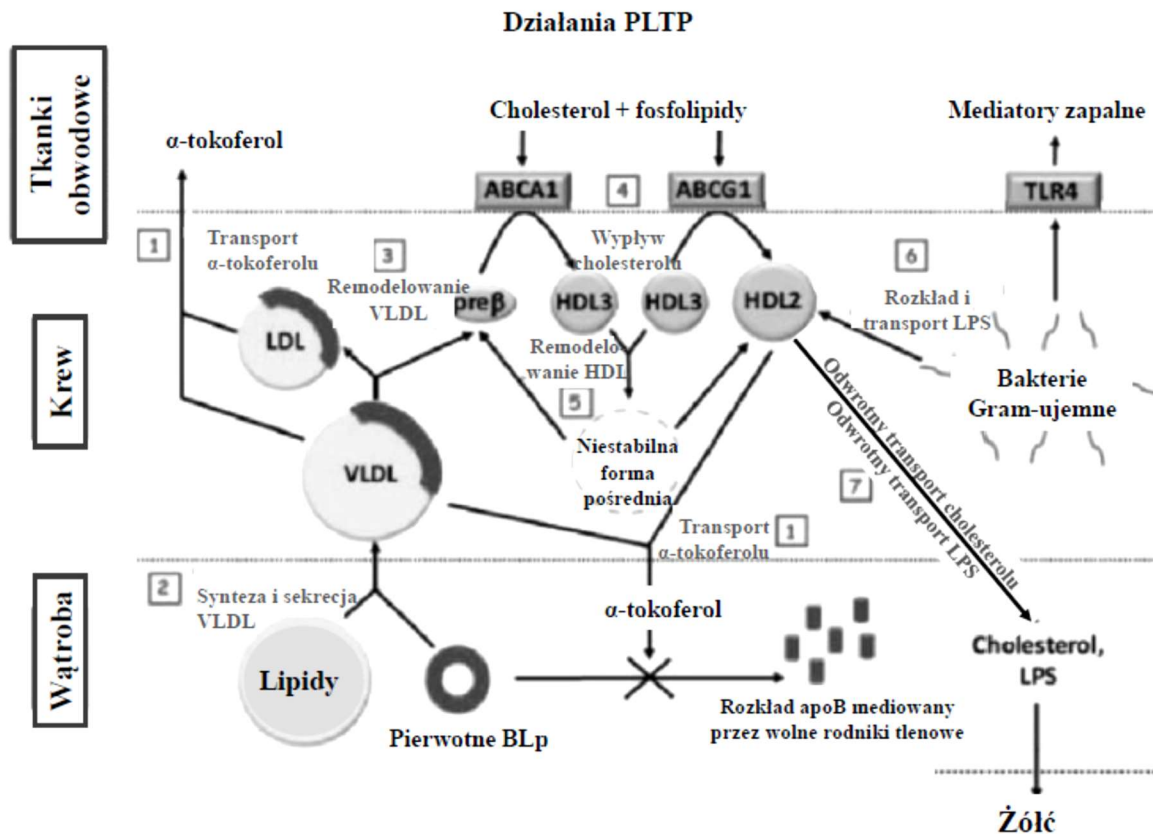 Działania PLTP
Tkanki
obwodowe
Cholesterol + fosfolipidy
Mediatory zapalne
α-tokoferol
ABCA1
4
ABCG1
TLR4
Krew
1
Transport
α-tokoferolu
3
Remodelowanie
VLDL
Wypływ
cholesterolu
6
Rozkład i
transport LPS
preβ
HDL3
HDL3
HDL2
LDL
Remodelo-
wanie HDL
5
Bakterie
Gram-ujemne
Niestabilna
forma
pośrednia
VLDL
Odwrotny transport cholesterolu
Odwrotny transport LPS
7
Transport
α-tokoferolu
1
Wątroba
2
Synteza i sekrecja
VLDL
α-tokoferol
Lipidy
Pierwotne BLp
Rozkład apoB mediowany
przez wolne rodniki tlenowe
Cholesterol,
LPS
Żółć